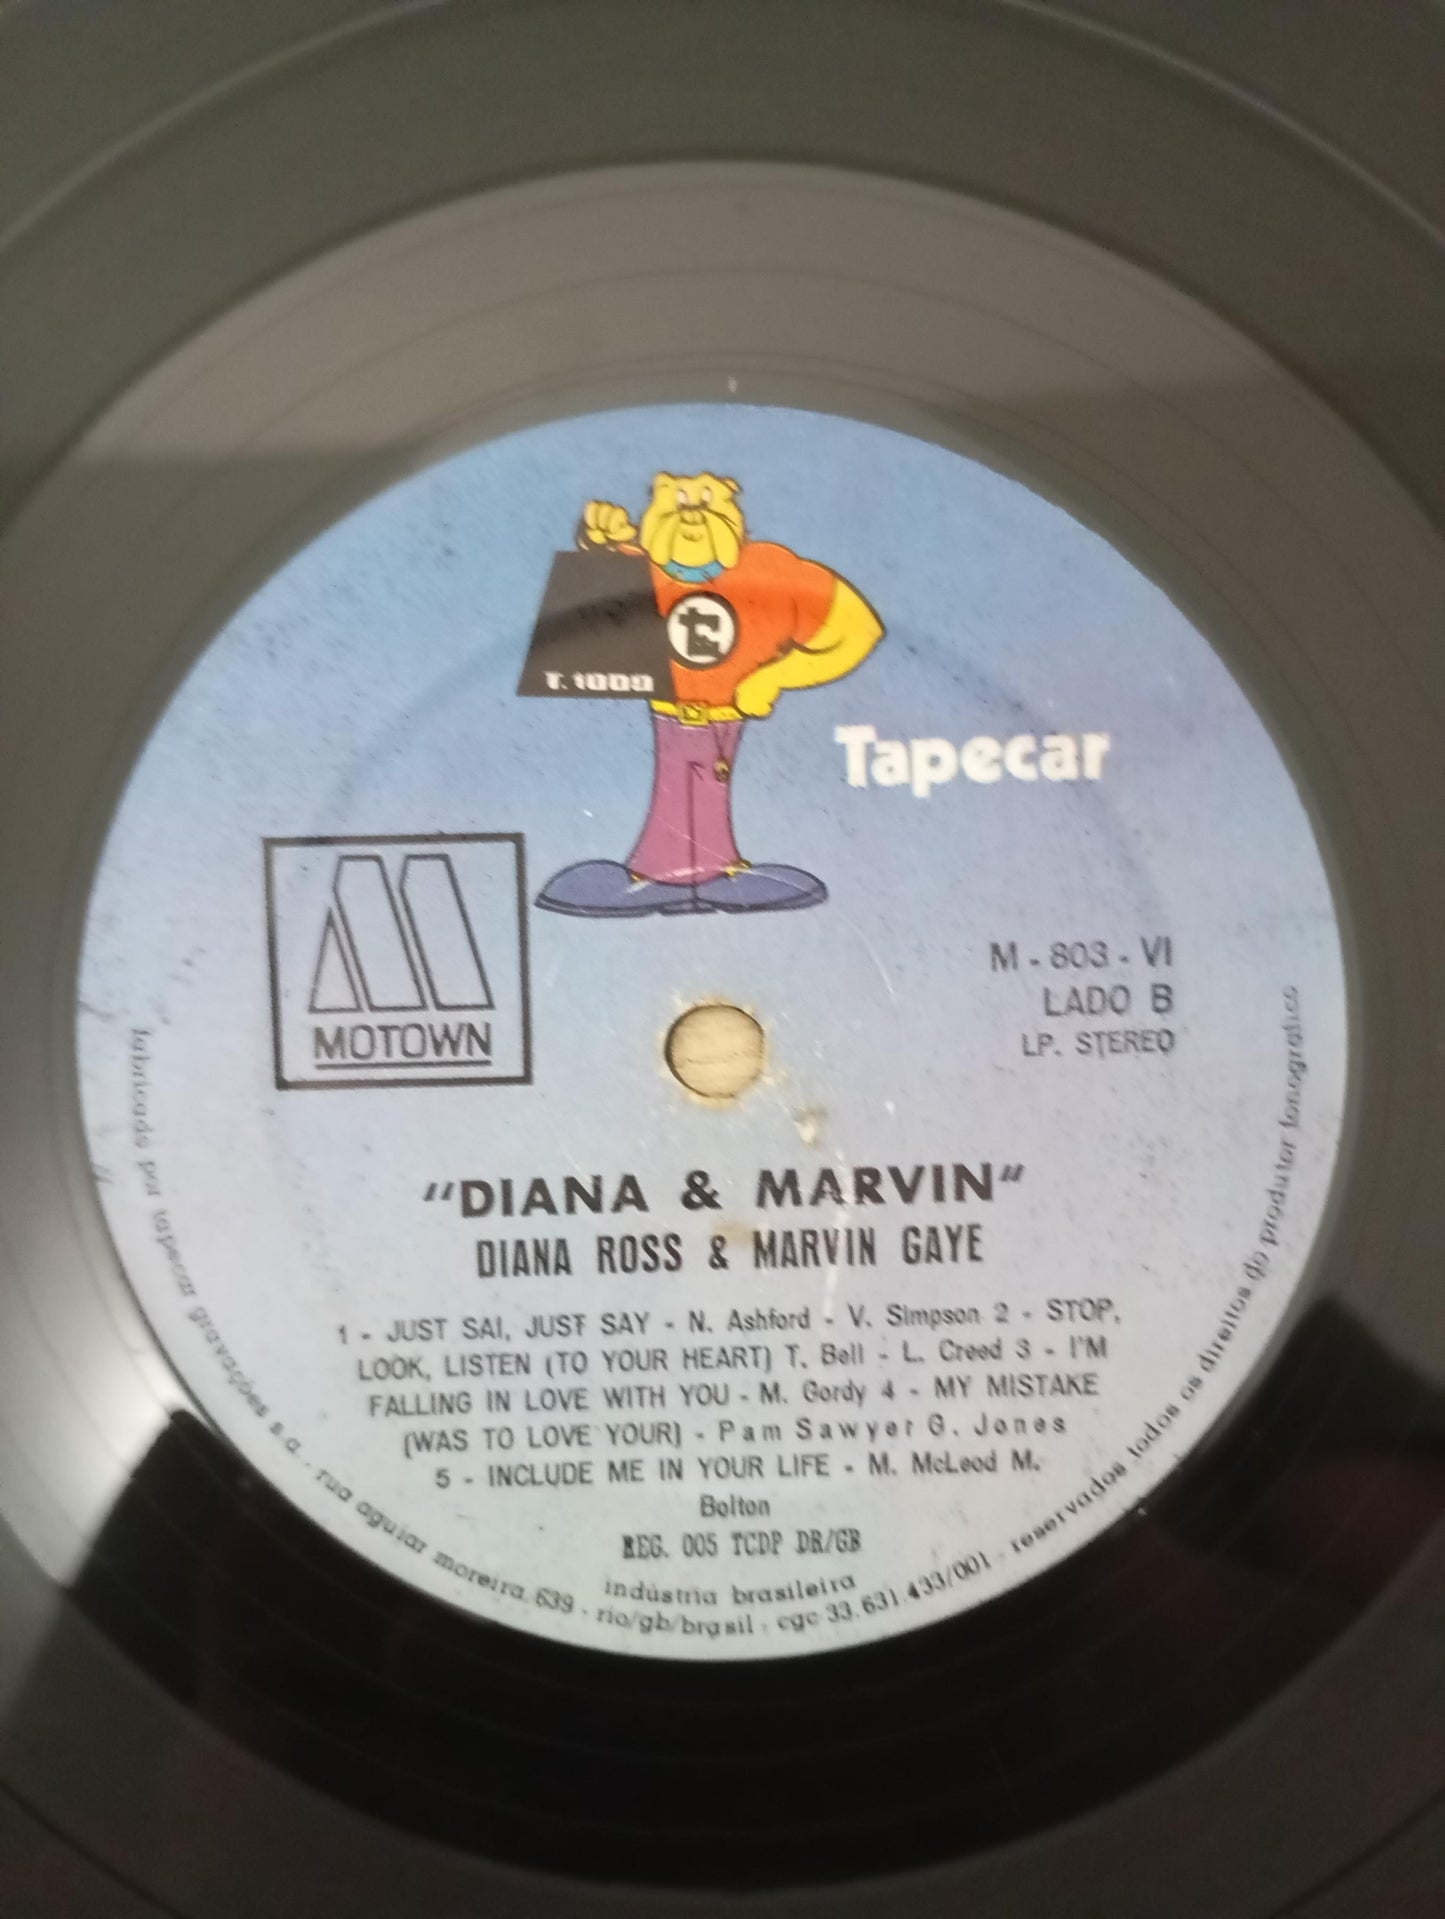 T.1000
Tapecar
MOTOWN
M - 803 - VI
LADO B
LP. STEREO
"DIANA & MARVIN"
DIANA ROSS & MARVIN GAYE
1 - JUST SAI, JUST SAY - N. Ashford - V. Simpson 2 - STOP,
LOOK, LISTEN (TO YOUR HEART) T. Bell - L. Creed 3 - I'M
FALLING IN LOVE WITH YOU - M. Gordy 4 - MY MISTAKE
(WAS TO LOVE YOUR) - Pam Sawyer G. Jones
5 - INCLUDE ME IN YOUR LIFE - M. McLeod M.
Bolton
REG. 005 TCDP DR/GB
indústria brasileira
fabricado por tapecar gravações s.a. - rua aguiar moreira, 639 - rio/gb/brasil - cgc 33.631.433/001 - reservados todos os direitos do produtor fonográfico